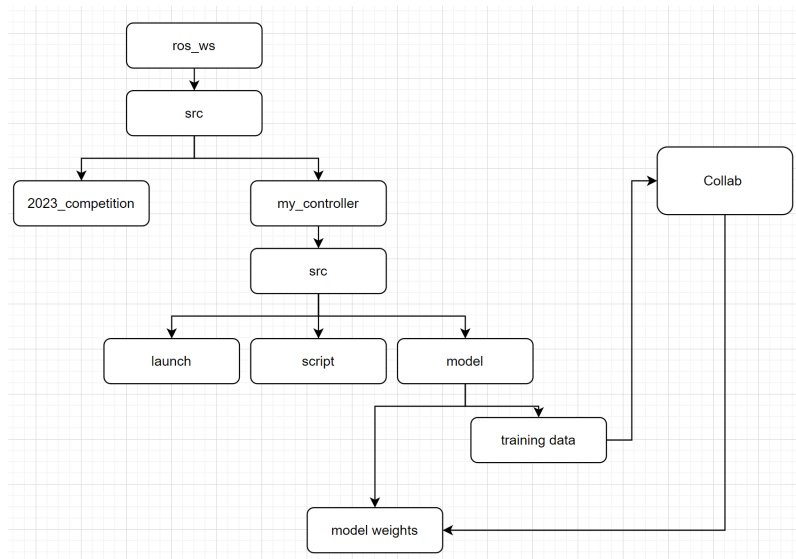 ros_ws
src
2023_competition
my_controller
Collab
src
launch
script
model
training data
model weights